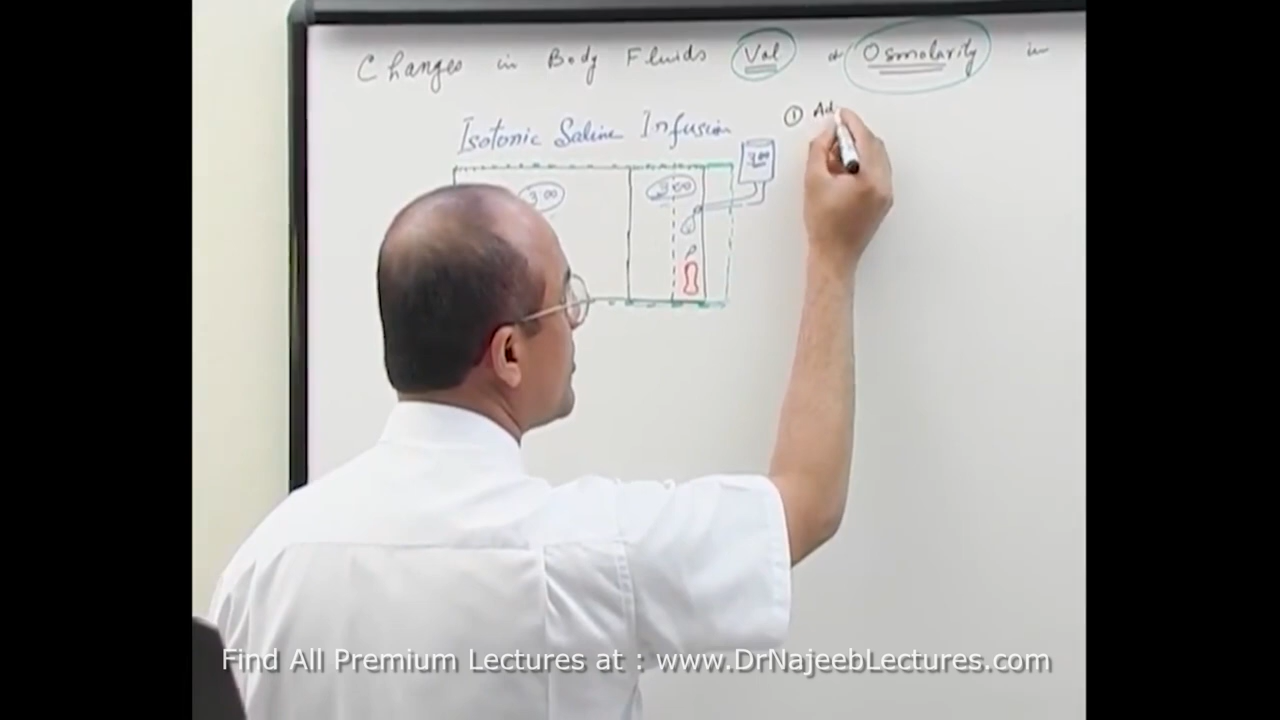 Changes in Body Fluids Vol & Osmolarity in
Isotonic Saline Infusion
① Ad
300
300
300
Find All Premium Lectures at : www.DrNajeebLectures.com